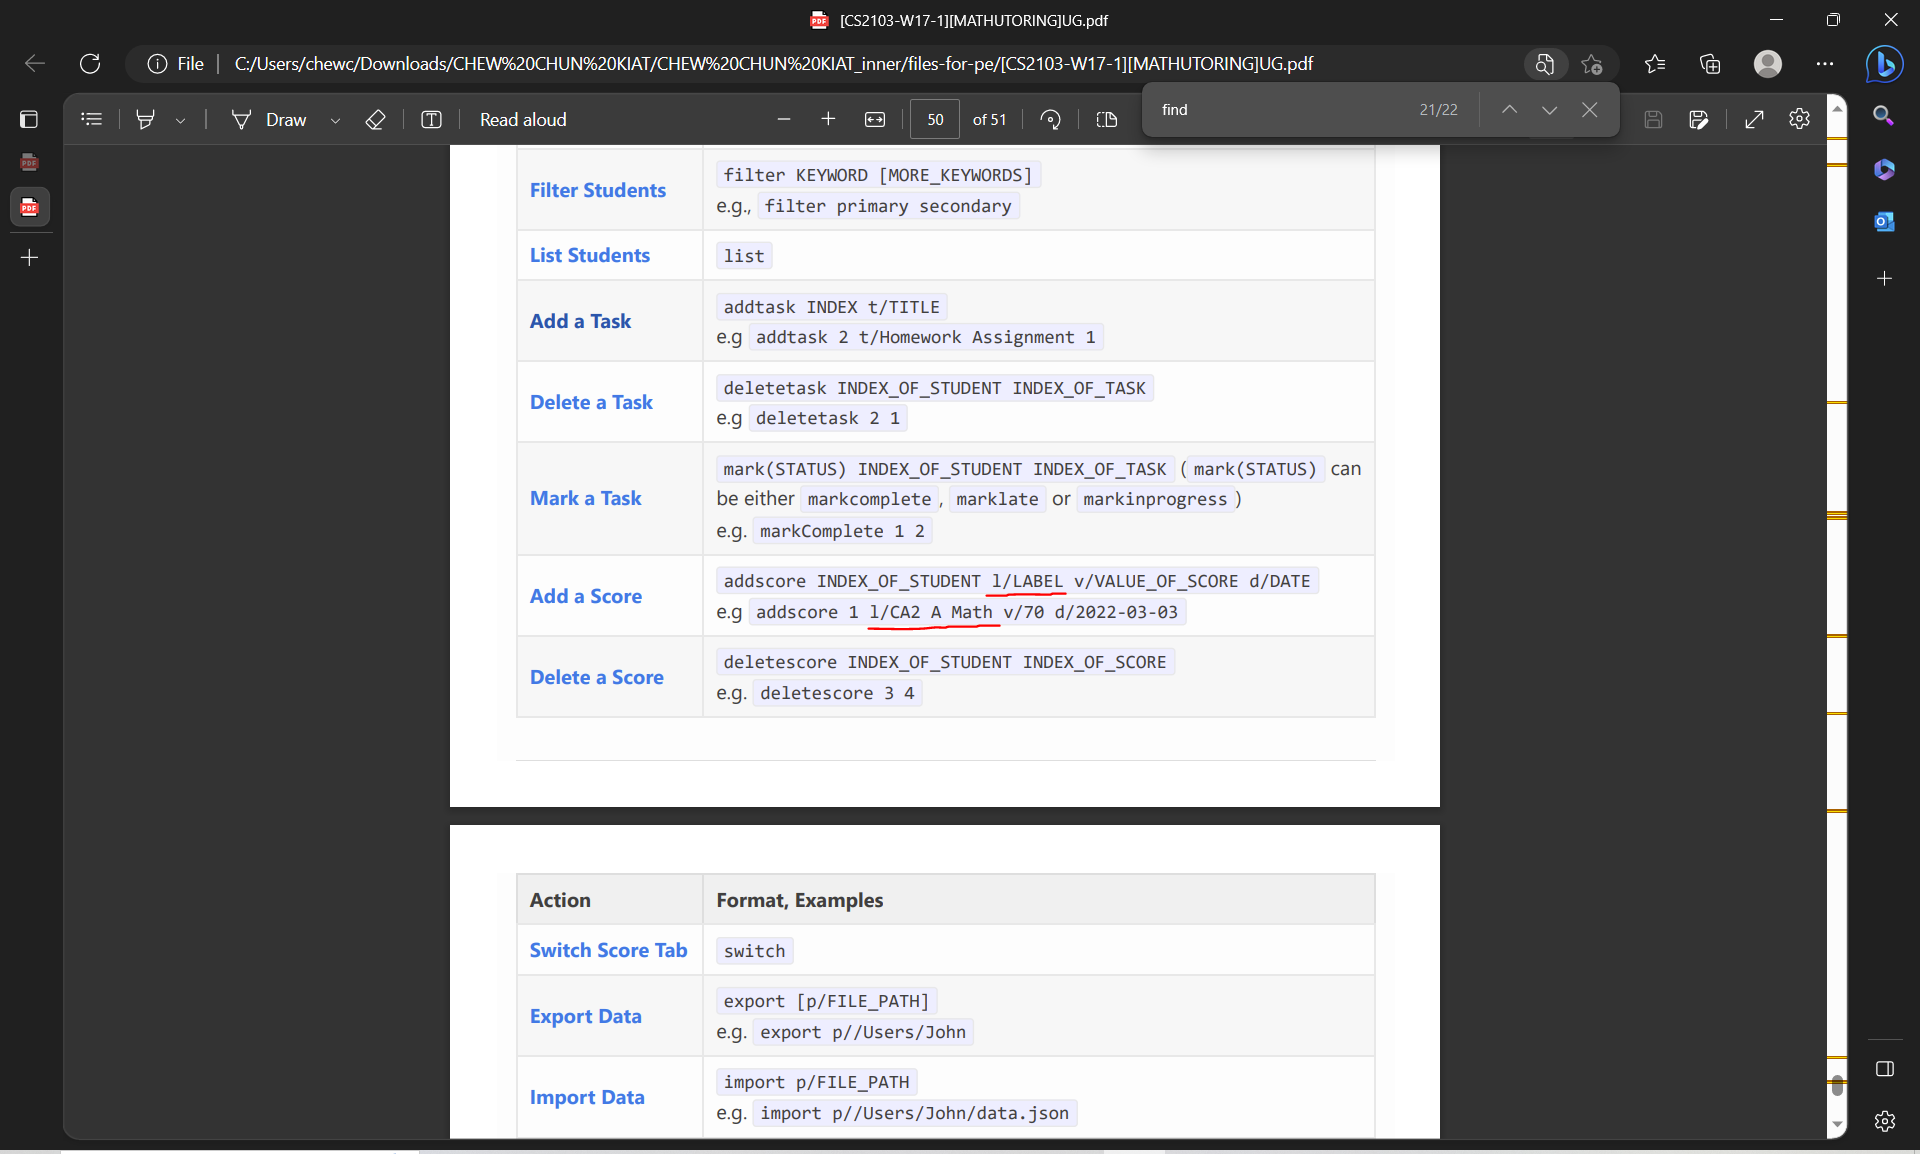 [CS2103-W17-1][MATHUTORING]UG.pdf
File
C:/Users/chewc/Downloads/CHEW%20CHUN%20KIAT/CHEW%20CHUN%20KIAT_inner/files-for-pe/[CS2103-W17-1][MATHUTORING]UG.pdf
find 21/22
Draw
Read aloud
50 of 51
Filter Students
filter KEYWORD [MORE_KEYWORDS]
e.g., filter primary secondary
List Students
list
Add a Task
addtask INDEX t/TITLE
e.g addtask 2 t/Homework Assignment 1
Delete a Task
deletetask INDEX_OF_STUDENT INDEX_OF_TASK
e.g deletetask 2 1
Mark a Task
mark(STATUS) INDEX_OF_STUDENT INDEX_OF_TASK ( mark(STATUS) can
be either markcomplete , marklate or markinprogress )
e.g. markComplete 1 2
Add a Score
addscore INDEX_OF_STUDENT l/LABEL v/VALUE_OF_SCORE d/DATE
e.g addscore 1 l/CA2 A Math v/70 d/2022-03-03
Delete a Score
deletescore INDEX_OF_STUDENT INDEX_OF_SCORE
e.g. deletescore 3 4
Action Format, Examples
Switch Score Tab
switch
Export Data
export [p/FILE_PATH]
e.g. export p//Users/John
Import Data
import p/FILE_PATH
e.g. import p//Users/John/data.json